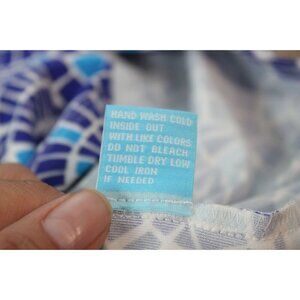 HAND WASH COLD
INSIDE OUT
WITH LIKE COLORS
DO NOT BLEACH
TUMBLE DRY LOW
COOL IRON
IF NEEDED